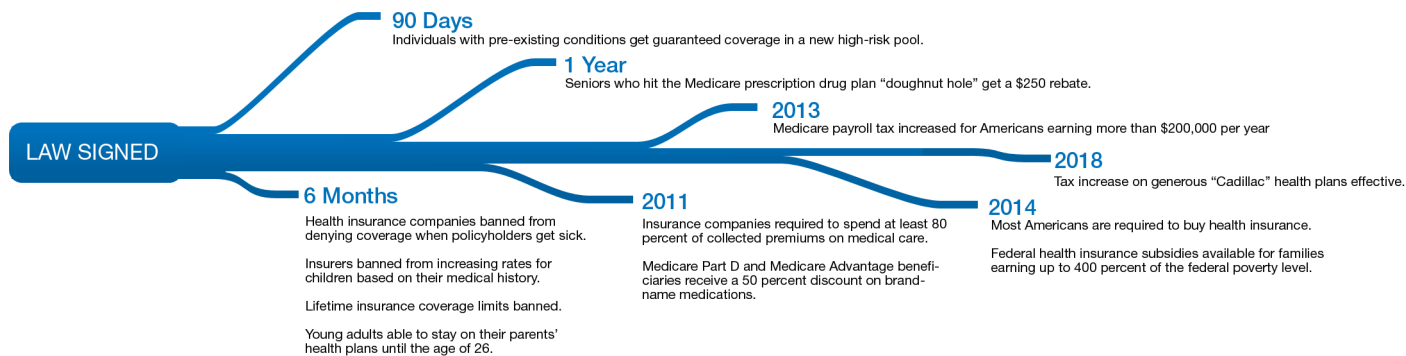 LAW SIGNED
90 Days
Individuals with pre-existing conditions get guaranteed coverage in a new high-risk pool.
1 Year
Seniors who hit the Medicare prescription drug plan “doughnut hole” get a $250 rebate.
2013
Medicare payroll tax increased for Americans earning more than $200,000 per year
2018
Tax increase on generous “Cadillac” health plans effective.
6 Months
Health insurance companies banned from
denying coverage when policyholders get sick.
Insurers banned from increasing rates for
children based on their medical history.
Lifetime insurance coverage limits banned.
Young adults able to stay on their parents’
health plans until the age of 26.
2011
Insurance companies required to spend at least 80
percent of collected premiums on medical care.
Medicare Part D and Medicare Advantage benefi-
ciaries receive a 50 percent discount on brand-
name medications.
2014
Most Americans are required to buy health insurance.
Federal health insurance subsidies available for families
earning up to 400 percent of the federal poverty level.